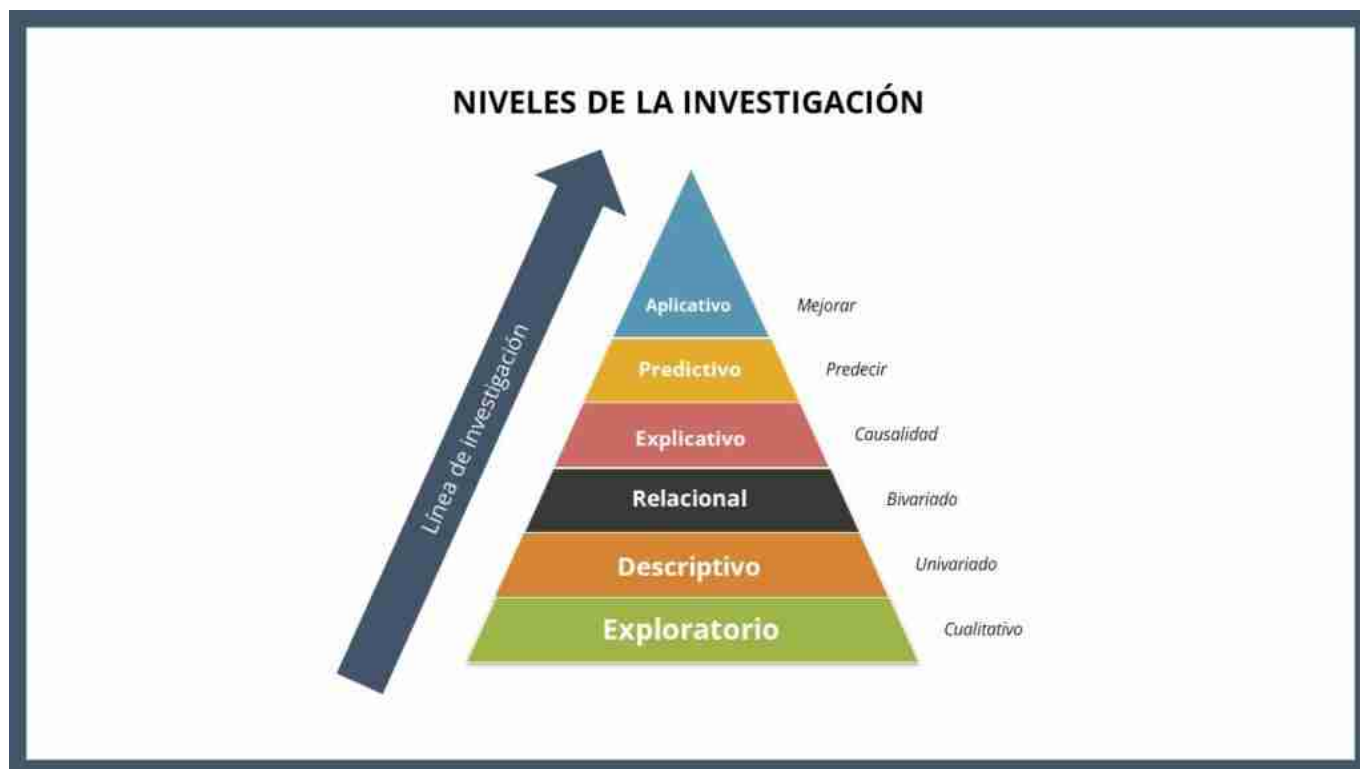 NIVELES DE LA INVESTIGACIÓN
Línea de investigación
Aplicativo Mejorar
Predictivo Predecir
Explicativo Causalidad
Relacional Bivariado
Descriptivo Univariado
Exploratorio Cualitativo